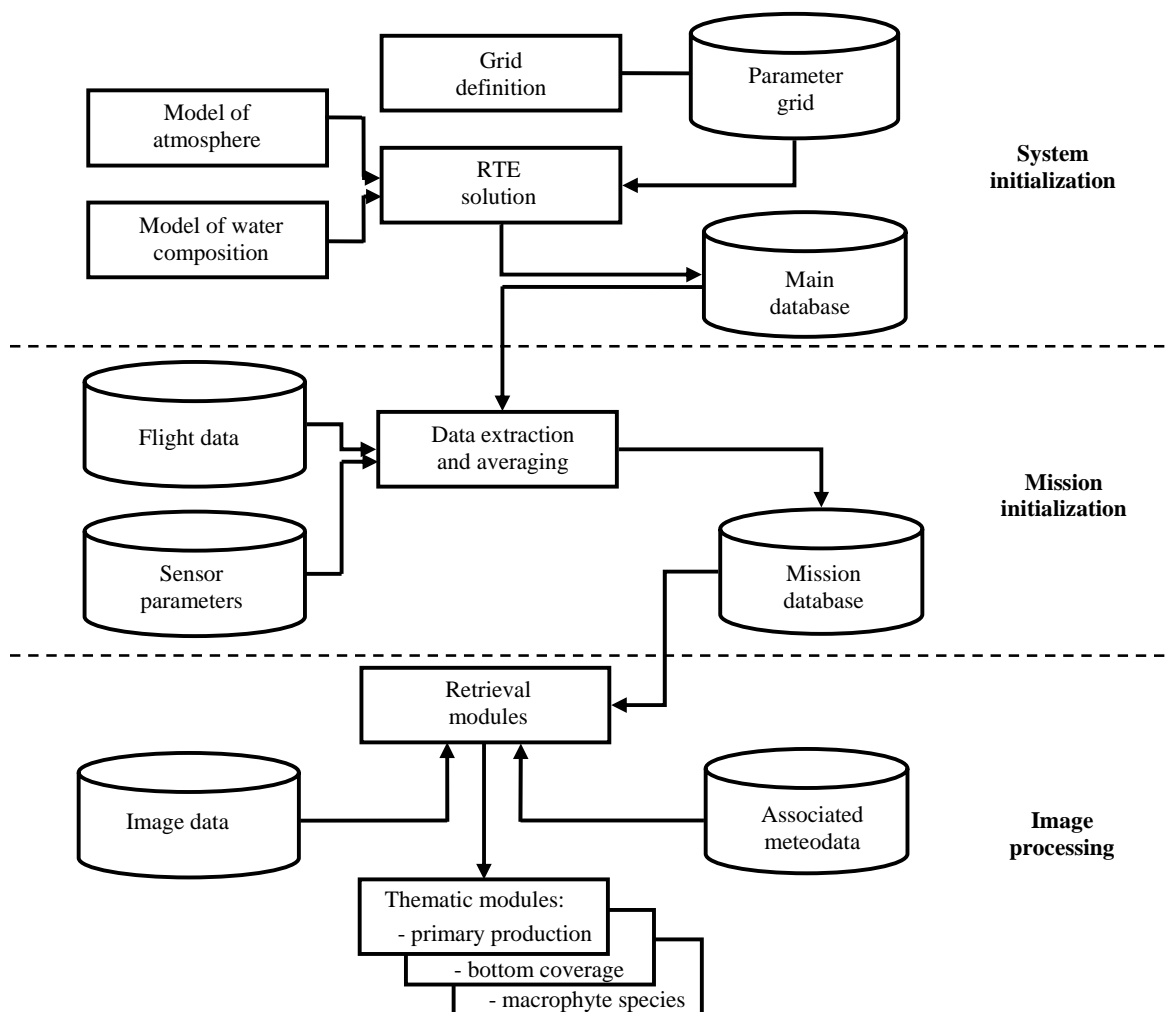 Grid
definition
Parameter
grid
Model of
atmosphere
System
initialization
RTE
solution
Model of water
composition
Main
database
Flight data
Data extraction
and averaging
Mission
initialization
Sensor
parameters
Mission
database
Retrieval
modules
Image data
Associated
meteodata
Image
processing
Thematic modules:
- primary production
- bottom coverage
- macrophyte species